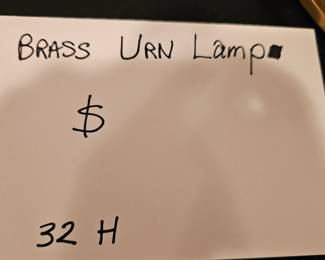 BRASS URN Lamp
$
32 H